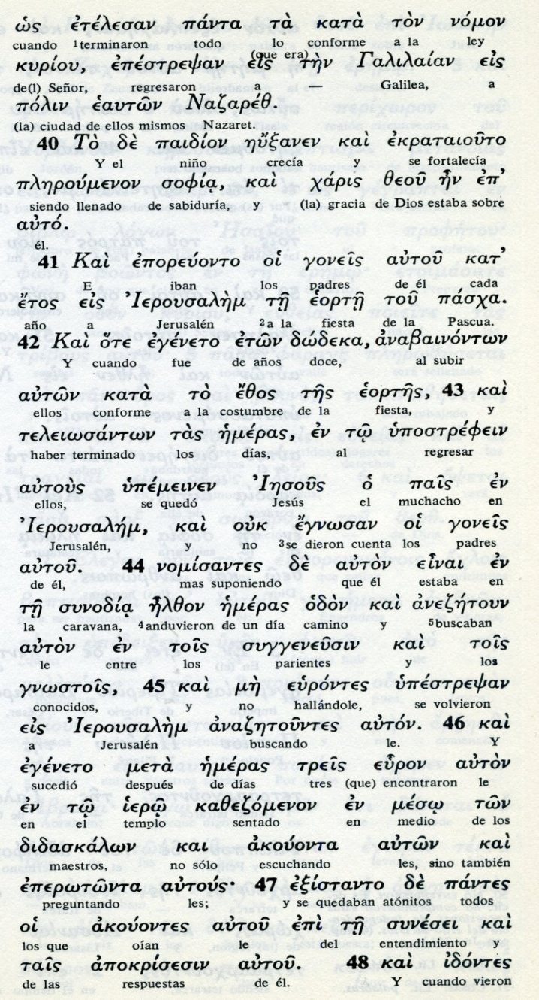 ὡς ἐτέλεσαν πάντα τὰ κατὰ τὸν νόμον
cuando 1terminaron todo lo conforme a la ley
(que era)
κυρίου, ἐπέστρεψαν εἰς τὴν Γαλιλαίαν εἰς
de(l) Señor, regresaron a — Galilea, a
πόλιν ἑαυτῶν Ναζαρέθ.
(la) ciudad de ellos mismos Nazaret.
40 Τὸ δὲ παιδίον ηὔξανεν καὶ ἐκραταιοῦτο
Y el niño crecía y se fortalecía
πληρούμενον σοφίᾳ, καὶ χάρις θεοῦ ἦν ἐπ’
siendo llenado de sabiduría, y (la) gracia de Dios estaba sobre
αὐτό.
él.
41 Καὶ ἐπορεύοντο οἱ γονεῖς αὐτοῦ κατ’
E iban los padres de él cada
ἔτος εἰς Ἰερουσαλὴμ τῇ ἑορτῇ τοῦ πάσχα.
año a Jerusalén 2a la fiesta de la Pascua.
42 Καὶ ὅτε ἐγένετο ἐτῶν δώδεκα, ἀναβαινόντων
Y cuando fue de años doce, al subir
αὐτῶν κατὰ τὸ ἔθος τῆς ἑορτῆς, 43 καὶ
ellos conforme a la costumbre de la fiesta, y
τελειωσάντων τὰς ἡμέρας, ἐν τῷ ὑποστρέφειν
haber terminado los días, al regresar
αὐτοὺς ὑπέμεινεν Ἰησοῦς ὁ παῖς ἐν
ellos, se quedó Jesús el muchacho en
Ἰερουσαλήμ, καὶ οὐκ ἔγνωσαν οἱ γονεῖς
Jerusalén, y no 3se dieron cuenta los padres
αὐτοῦ. 44 νομίσαντες δὲ αὐτὸν εἶναι ἐν
de él, mas suponiendo que él estaba en
τῇ συνοδίᾳ ἦλθον ἡμέρας ὁδὸν καὶ ἀνεζήτουν
la caravana, 4anduvieron de un día camino y 5buscaban
αὐτὸν ἐν τοῖς συγγενεῦσιν καὶ τοῖς
le entre los parientes y los
γνωστοῖς, 45 καὶ μὴ εὑρόντες ὑπέστρεψαν
conocidos, y no hallándole, se volvieron
εἰς Ἰερουσαλὴμ ἀναζητοῦντες αὐτόν. 46 καὶ
a Jerusalén buscando le. Y
ἐγένετο μετὰ ἡμέρας τρεῖς εὗρον αὐτὸν
sucedió después de días tres (que) encontraron le
ἐν τῷ ἱερῷ καθεζόμενον ἐν μέσῳ τῶν
en el templo sentado en medio de los
διδασκάλων και ἀκούοντα αὐτῶν καὶ
maestros, no sólo escuchando les, sino también
ἐπερωτῶντα αὐτούς· 47 ἐξίσταντο δὲ πάντες
preguntando les; y se quedaban atónitos todos
οἱ ἀκούοντες αὐτοῦ ἐπὶ τῇ συνέσει καὶ
los que oían le del entendimiento y
ταῖς ἀποκρίσεσιν αὐτοῦ. 48 καὶ ἰδόντες
de las respuestas de él. Y cuando vieron